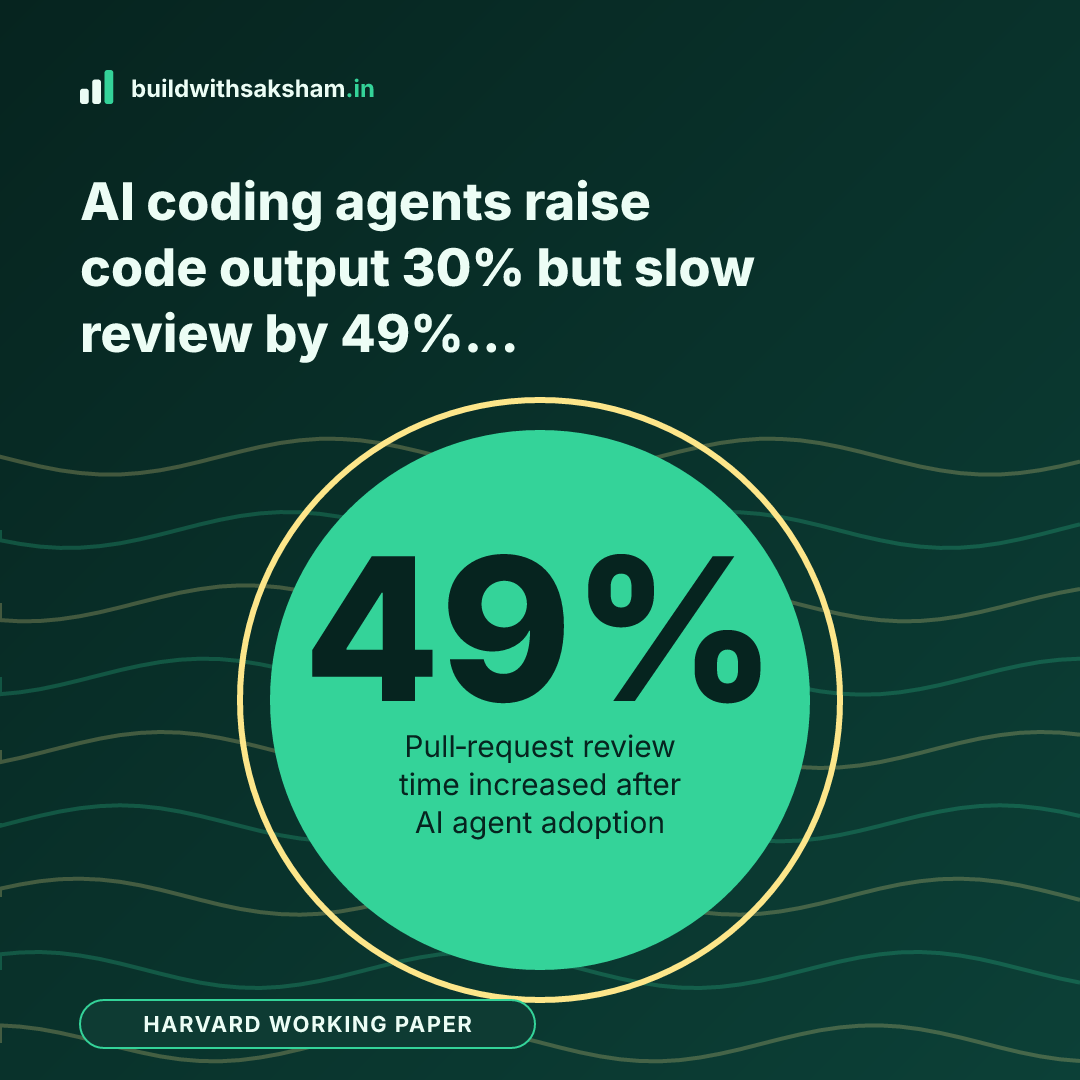 buildwithsaksham.in
AI coding agents raise
code output 30% but slow
review by 49%...
49%
Pull-request review
time increased after
AI agent adoption
HARVARD WORKING PAPER